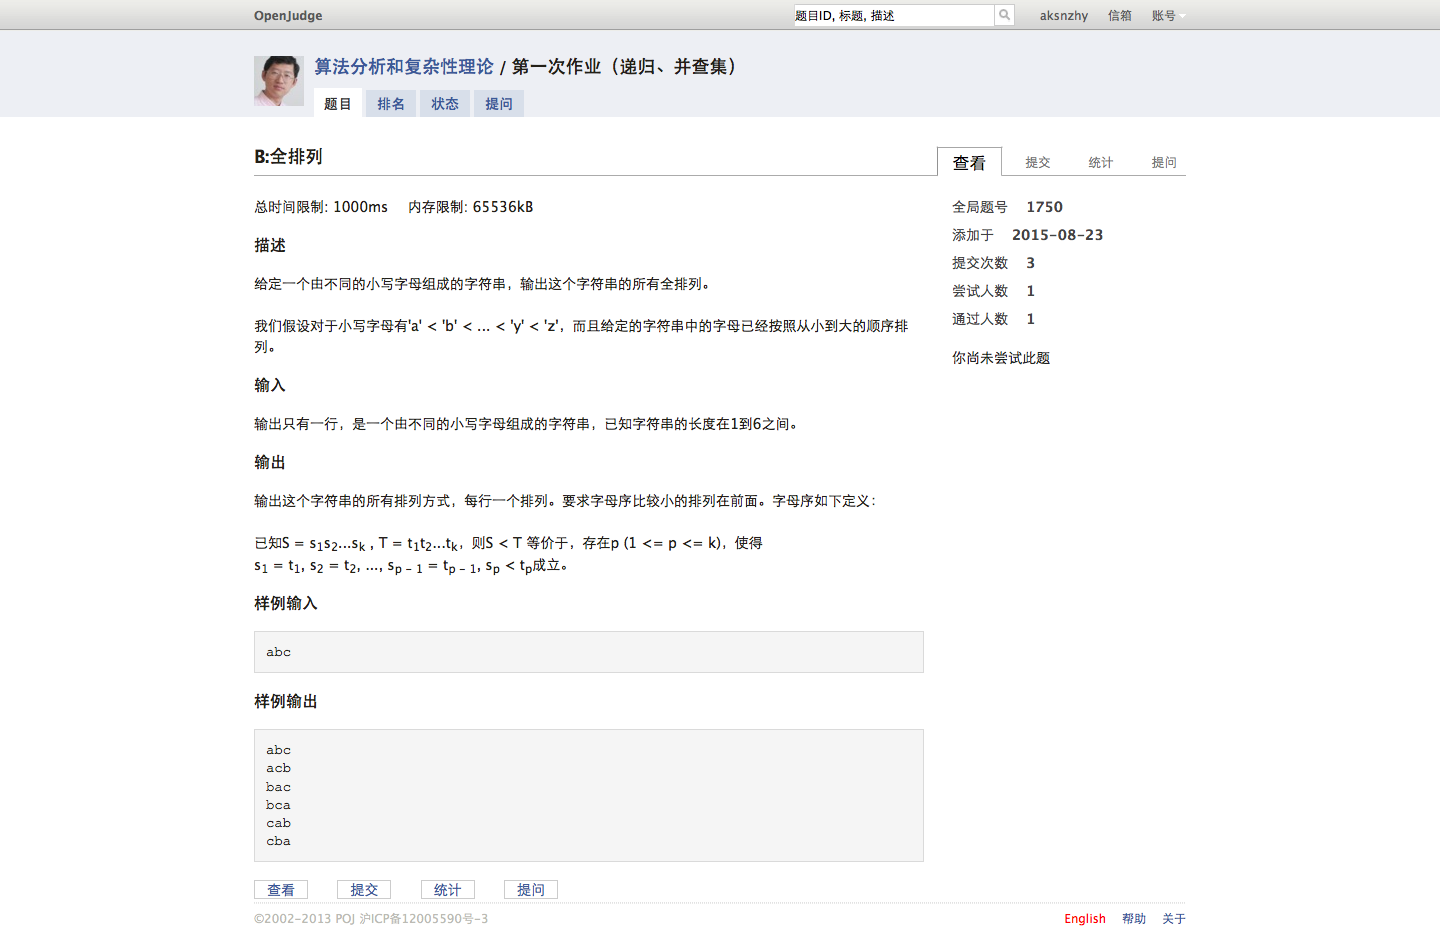 OpenJudge
题目ID, 标题, 描述
aksnzhy 信箱 账号
算法分析和复杂性理论 / 第一次作业（递归、并查集）
题目 排名 状态 提问
B:全排列
查看 提交 统计 提问
总时间限制: 1000ms 内存限制: 65536kB
描述
给定一个由不同的小写字母组成的字符串，输出这个字符串的所有全排列。
我们假设对于小写字母有'a' < 'b' < ... < 'y' < 'z'，而且给定的字符串中的字母已经按照从小到大的顺序排
列。
输入
输出只有一行，是一个由不同的小写字母组成的字符串，已知字符串的长度在1到6之间。
输出
输出这个字符串的所有排列方式，每行一个排列。要求字母序比较小的排列在前面。字母序如下定义：
已知S = s1s2...sk , T = t1t2...tk，则S < T 等价于，存在p (1 <= p <= k)，使得
s1 = t1, s2 = t2, ..., sp - 1 = tp - 1, sp < tp成立。
样例输入
abc
样例输出
abc
acb
bac
bca
cab
cba
全局题号 1750
添加于 2015-08-23
提交次数 3
尝试人数 1
通过人数 1
你尚未尝试此题
查看 提交 统计 提问
©2002-2013 POJ 沪ICP备12005590号-3
English 帮助 关于